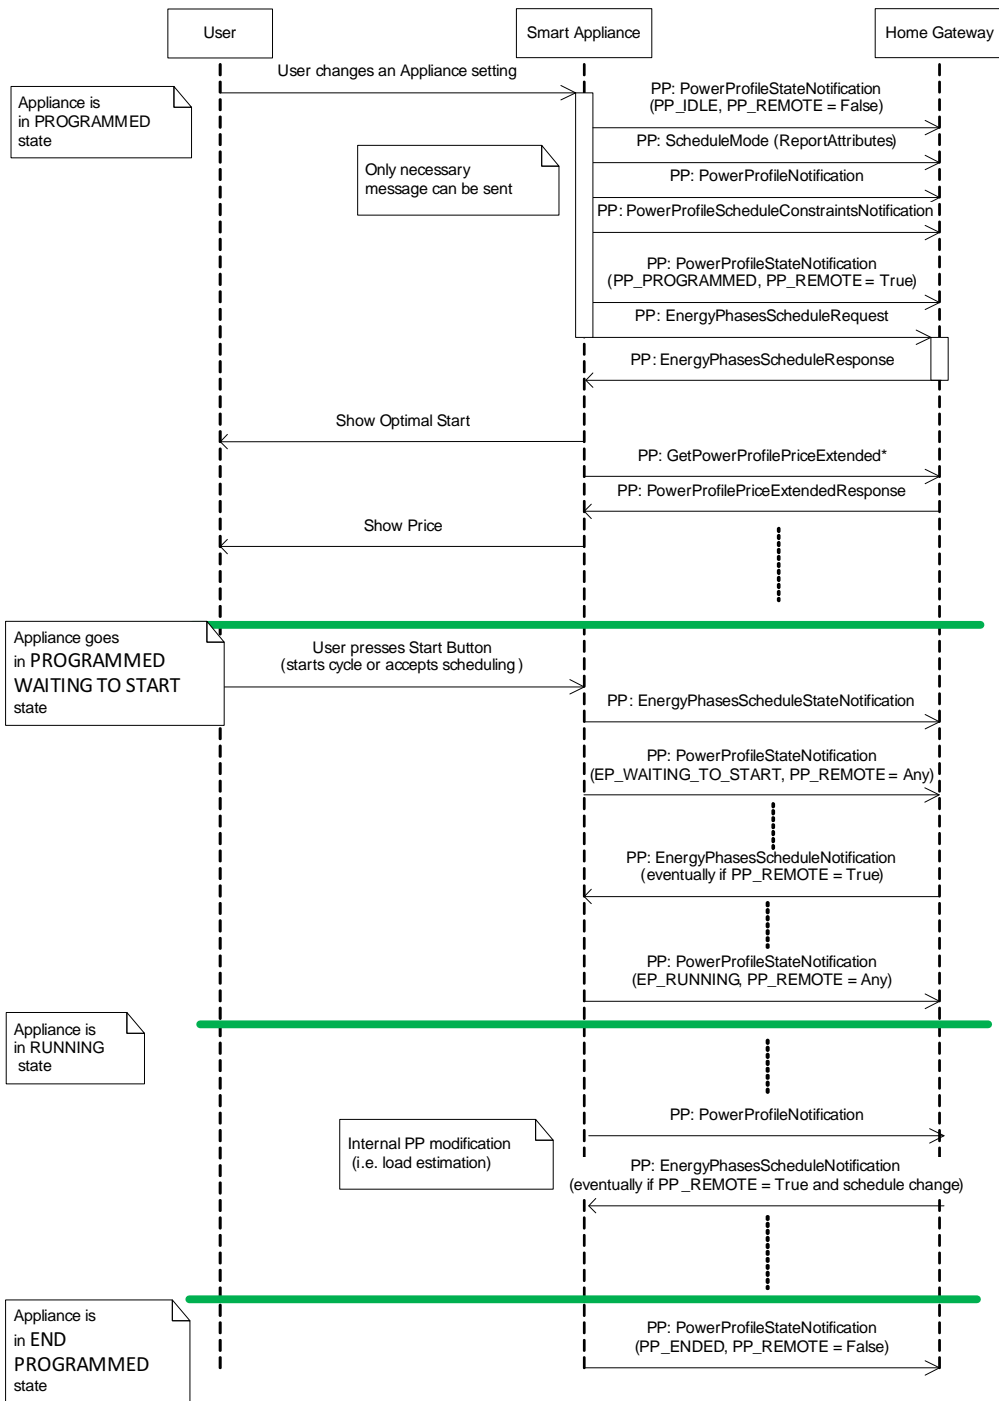 User
Smart Appliance
Home Gateway
User changes an Appliance setting
Appliance is
in PROGRAMMED
state
PP: PowerProfileStateNotification
(PP_IDLE, PP_REMOTE = False)
PP: ScheduleMode (ReportAttributes)
Only necessary
message can be sent
PP: PowerProfileNotification
PP: PowerProfileScheduleConstraintsNotification
PP: PowerProfileStateNotification
(PP_PROGRAMMED, PP_REMOTE = True)
PP: EnergyPhasesScheduleRequest
PP: EnergyPhasesScheduleResponse
Show Optimal Start
PP: GetPowerProfilePriceExtended*
PP: PowerProfilePriceExtendedResponse
Show Price
Appliance goes
in PROGRAMMED
WAITING TO START
state
User presses Start Button
(starts cycle or accepts scheduling )
PP: EnergyPhasesScheduleStateNotification
PP: PowerProfileStateNotification
(EP_WAITING_TO_START, PP_REMOTE = Any)
PP: EnergyPhasesScheduleNotification
(eventually if PP_REMOTE = True)
PP: PowerProfileStateNotification
(EP_RUNNING, PP_REMOTE = Any)
Appliance is
in RUNNING
state
PP: PowerProfileNotification
Internal PP modification
(i.e. load estimation)
PP: EnergyPhasesScheduleNotification
(eventually if PP_REMOTE = True and schedule change)
Appliance is
in END
PROGRAMMED
state
PP: PowerProfileStateNotification
(PP_ENDED, PP_REMOTE = False)